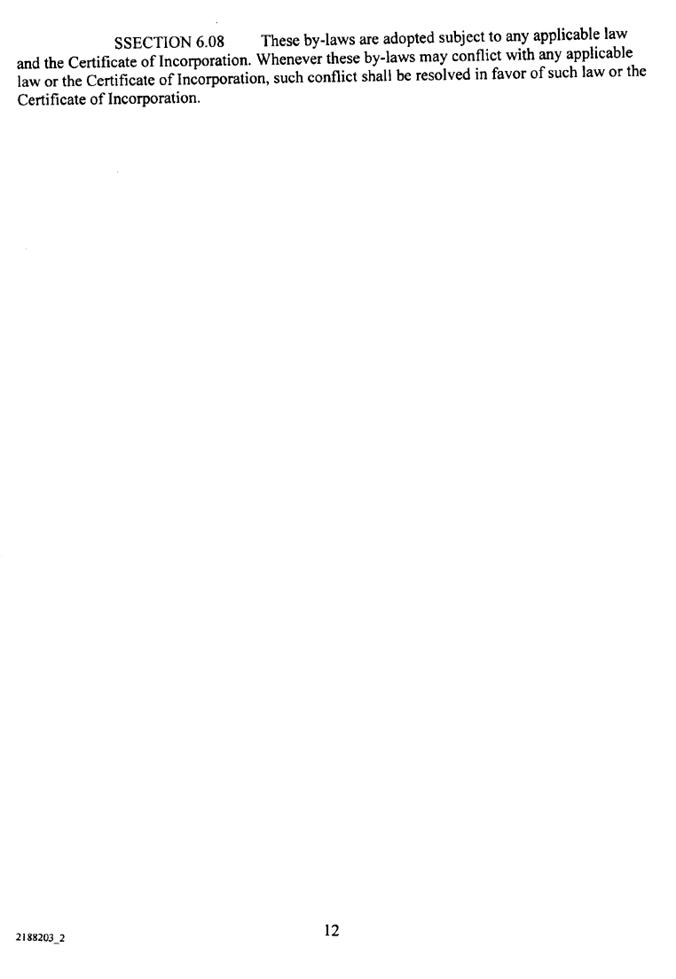 SSECTION 6.08 These by-laws are adopted subject to any applicable law
and the Certificate of Incorporation. Whenever these by-laws may conflict with any applicable
law or the Certificate of Incorporation, such conflict shall be resolved in favor of such law or the
Certificate of Incorporation.
12
2188203_2